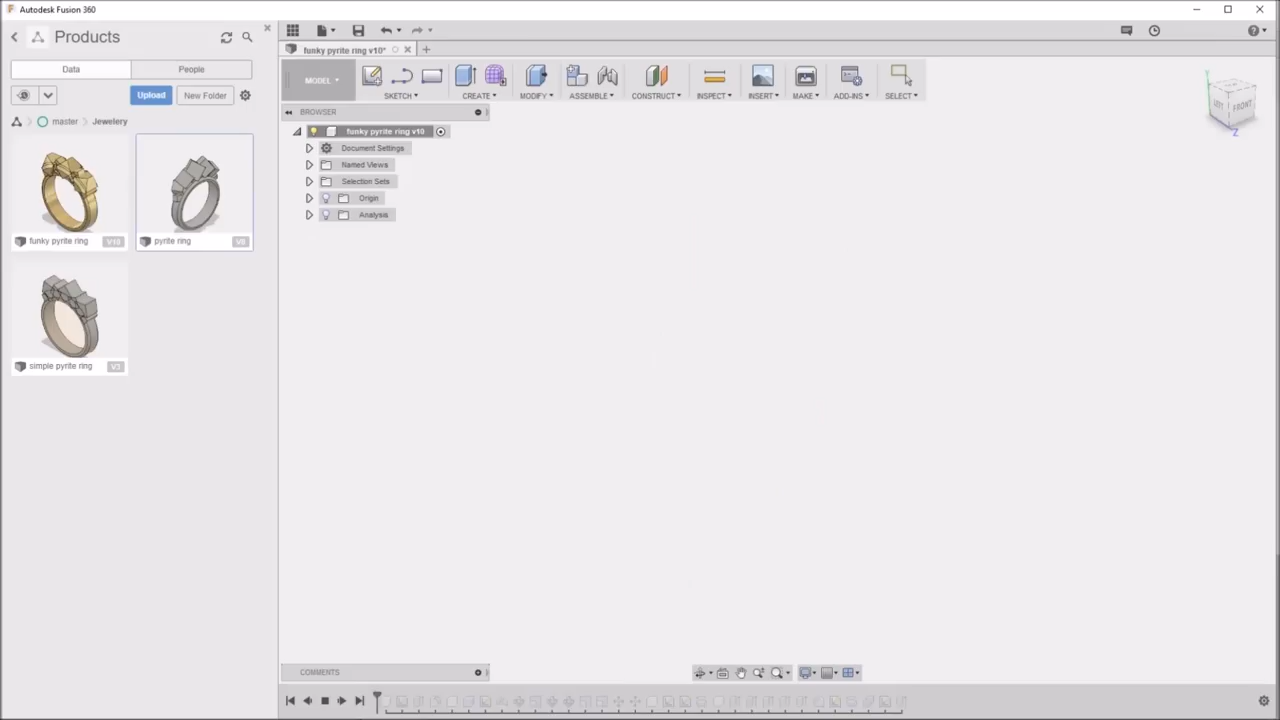 Autodesk Fusion 360
Products
Data
People
Upload
New Folder
master
Jewelery
funky pyrite ring
V10
pyrite ring
simple pyrite ring
funky pyrite ring v10*
MODEL
SKETCH
CREATE
MODIFY
ASSEMBLE
CONSTRUCT
INSPECT
INSERT
MAKE
ADD-INS
SELECT
BROWSER
funky pyrite ring v10
Document Settings
Named Views
Selection Sets
Origin
Analysis
FRONT
Z
COMMENTS